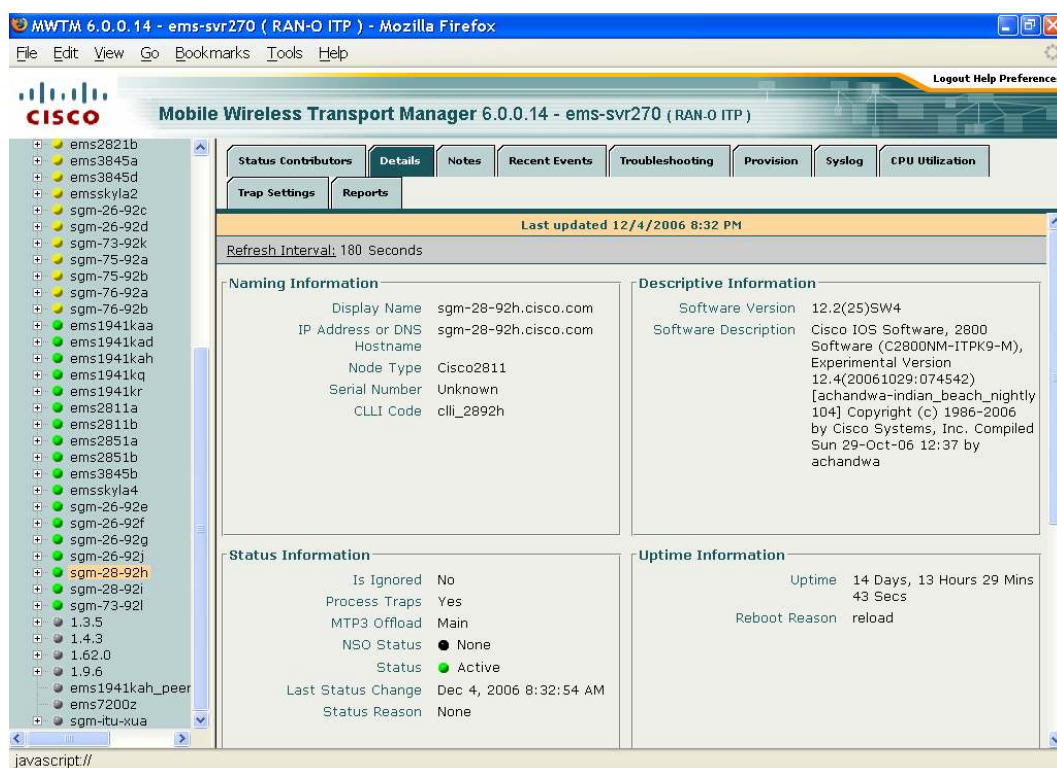 MWTM 6.0.0.14 - ems-svr270 ( RAN-O ITP ) - Mozilla Firefox
File Edit View Go Bookmarks Tools Help
Logout Help Preference
CISCO
Mobile Wireless Transport Manager 6.0.0.14 - ems-svr270 ( RAN-O ITP )
ems2821b
ems3845a
ems3845d
emsskyla2
sgm-26-92c
sgm-26-92d
sgm-73-92k
sgm-75-92a
sgm-75-92b
sgm-76-92a
sgm-76-92b
ems1941kaa
ems1941kad
ems1941kah
ems1941kq
ems1941kr
ems2811a
ems2811b
ems2851a
ems2851b
ems3845b
emsskyla4
sgm-26-92e
sgm-26-92f
sgm-26-92g
sgm-26-92j
sgm-28-92h
sgm-28-92i
sgm-73-92l
1.3.5
1.4.3
1.62.0
1.9.6
ems1941kah_peer
ems7200z
sgm-itu-xua
Status Contributors Details Notes Recent Events Troubleshooting Provision Syslog CPU Utilization
Trap Settings Reports
Last updated 12/4/2006 8:32 PM
Refresh Interval: 180 Seconds
Naming Information
Display Name sgm-28-92h.cisco.com
IP Address or DNS sgm-28-92h.cisco.com
Hostname
Node Type Cisco2811
Serial Number Unknown
CLLI Code clli_2892h
Descriptive Information
Software Version 12.2(25)SW4
Software Description Cisco IOS Software, 2800
Software (C2800NM-ITPK9-M),
Experimental Version
12.4(20061029:074542)
[achandwa-indian_beach_nightly
104] Copyright (c) 1986-2006
by Cisco Systems, Inc. Compiled
Sun 29-Oct-06 12:37 by
achandwa
Status Information
Is Ignored No
Process Traps Yes
MTP3 Offload Main
NSO Status None
Status Active
Last Status Change Dec 4, 2006 8:32:54 AM
Status Reason None
Uptime Information
Uptime 14 Days, 13 Hours 29 Mins
43 Secs
Reboot Reason reload
javascript://